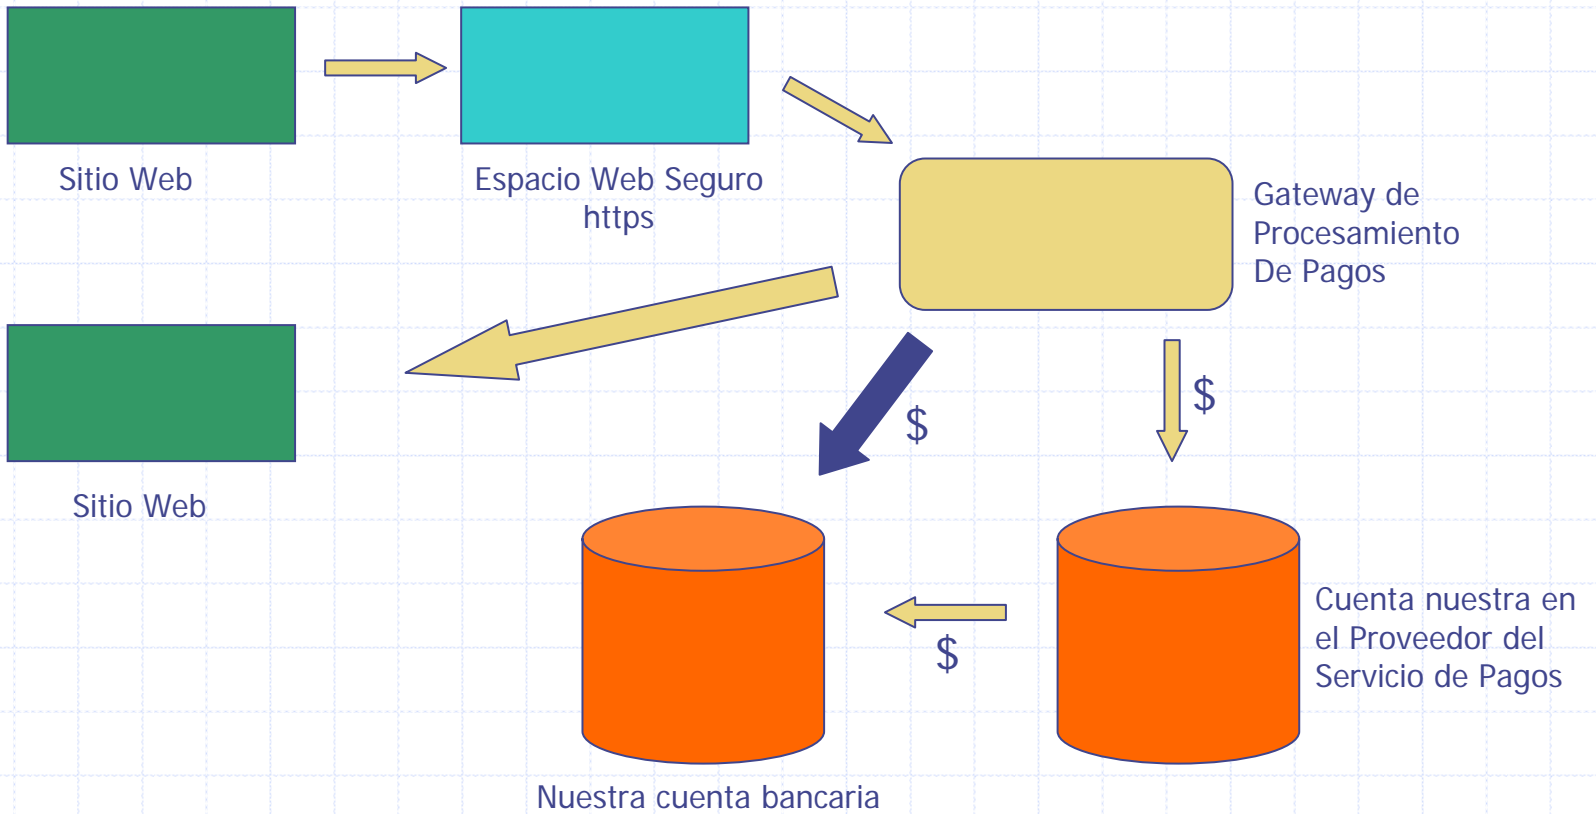 Sitio Web
Espacio Web Seguro
https
Gateway de
Procesamiento
De Pagos
$
$
Sitio Web
Cuenta nuestra en
el Proveedor del
Servicio de Pagos
$
Nuestra cuenta bancaria